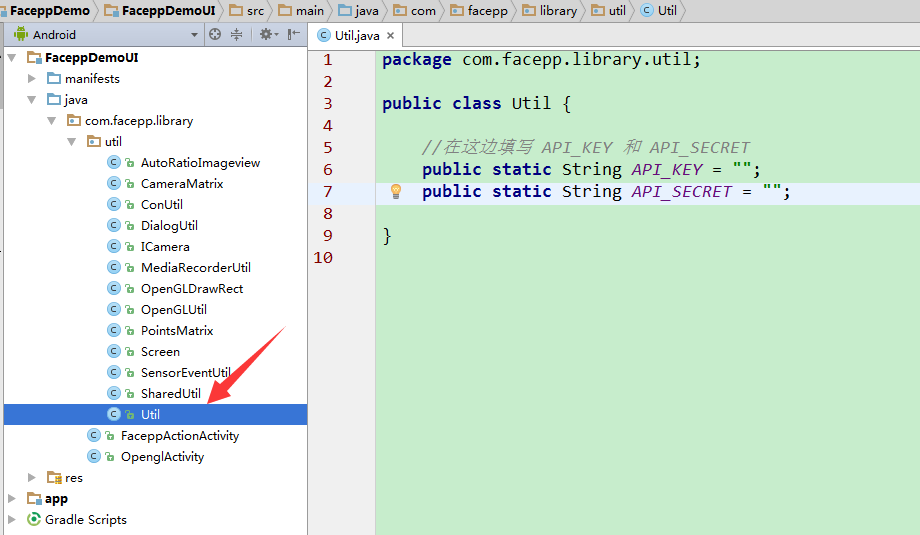 FaceppDemo FaceppDemoUI src main java com facepp library util Util
Android
Util.java
FaceppDemoUI
manifests
java
com.facepp.library
util
AutoRatioImageview
CameraMatrix
ConUtil
DialogUtil
ICamera
MediaRecorderUtil
OpenGLDrawRect
OpenGLUtil
PointsMatrix
Screen
SensorEventUtil
SharedUtil
Util
FaceppActionActivity
OpenglActivity
res
app
Gradle Scripts
1 package com.facepp.library.util;
2
3 public class Util {
4
5 //在这边填写 API_KEY 和 API_SECRET
6 public static String API_KEY = "";
7 public static String API_SECRET = "";
8
9 }
10